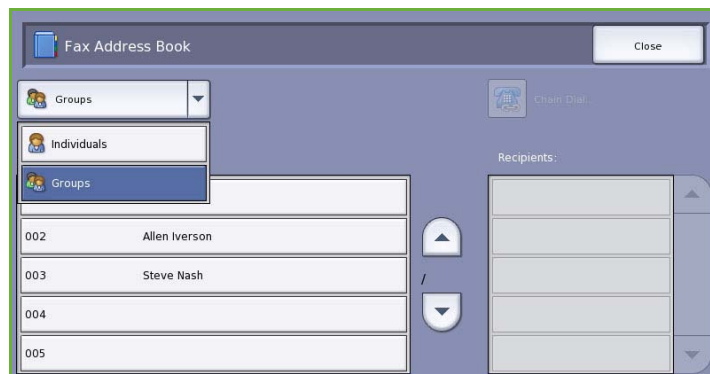 Fax Address Book
Close
Groups
Chain Dial...
Individuals
Recipients:
Groups
002 Allen Iverson
003 Steve Nash
/
004
005